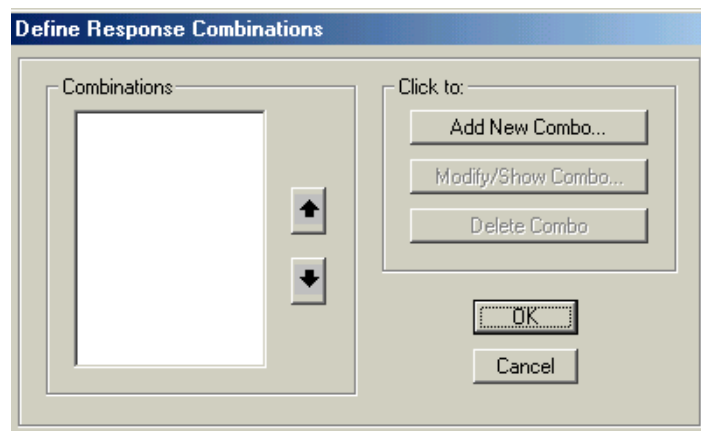 Define Response Combinations
Combinations
Click to:
Add New Combo...
Modify/Show Combo...
Delete Combo
OK
Cancel